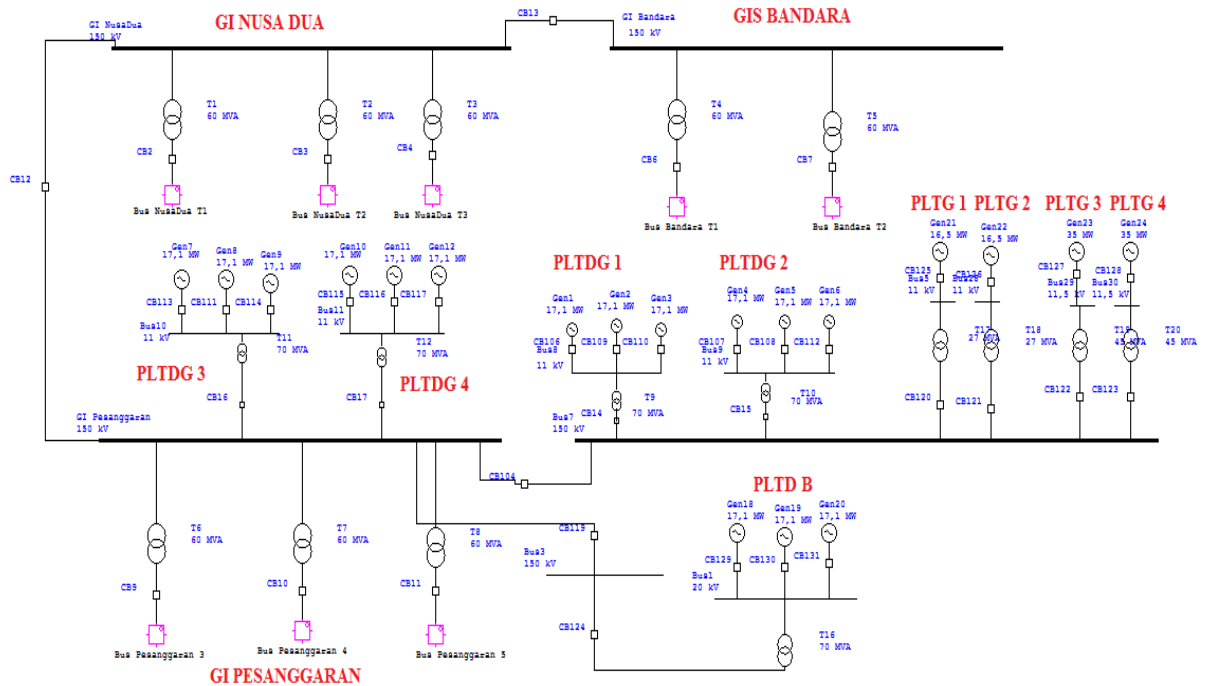 GI NUSA DUA
CB13
GIS BANDARA
GI NusaDua
150 kV
GI Bandara
150 kV
T1
60 MVA
T2
60 MVA
T3
60 MVA
T4
60 MVA
T5
60 MVA
CB2
CB3
CB4
CB6
CB7
CB12
Bus NusaDua T1
Bus NusaDua T2
Bus NusaDua T3
Bus Bandara T1
Bus Bandara T2
PLTG 1
PLTG 2
PLTG 3
PLTG 4
Gen21
16,5 MW
Gen22
16,5 MW
Gen23
35 MW
Gen24
35 MW
CB125
Bus5
11 kV
CB126
Bus28
11 kV
CB127
Bus29
11,5 kV
CB128
Bus30
11,5 kV
T17
27 MVA
T18
27 MVA
T19
45 MVA
T20
45 MVA
CB120
CB121
CB122
CB123
Gen7
17,1 MW
Gen8
17,1 MW
Gen9
17,1 MW
Gen10
17,1 MW
Gen11
17,1 MW
Gen12
17,1 MW
CB113
CB111
CB114
CB115
CB116
CB117
Bus10
11 kV
Bus11
11 kV
T11
70 MVA
T12
70 MVA
PLTDG 3
PLTDG 4
CB16
CB17
PLTDG 1
PLTDG 2
Gen1
17,1 MW
Gen2
17,1 MW
Gen3
17,1 MW
Gen4
17,1 MW
Gen5
17,1 MW
Gen6
17,1 MW
CB106
CB109
CB110
CB107
CB108
CB112
Bus8
11 kV
Bus9
11 kV
T9
70 MVA
T10
70 MVA
CB14
CB15
GI Pesanggaran
150 kV
Bus7
150 kV
CB104
T6
60 MVA
T7
60 MVA
T8
60 MVA
CB9
CB10
CB11
Bus Pesanggaran 3
Bus Pesanggaran 4
Bus Pesanggaran 5
GI PESANGGARAN
CB119
Bus3
150 kV
CB124
PLTD B
Gen18
17,1 MW
Gen19
17,1 MW
Gen20
17,1 MW
CB129
CB130
CB131
Bus1
20 kV
T16
70 MVA